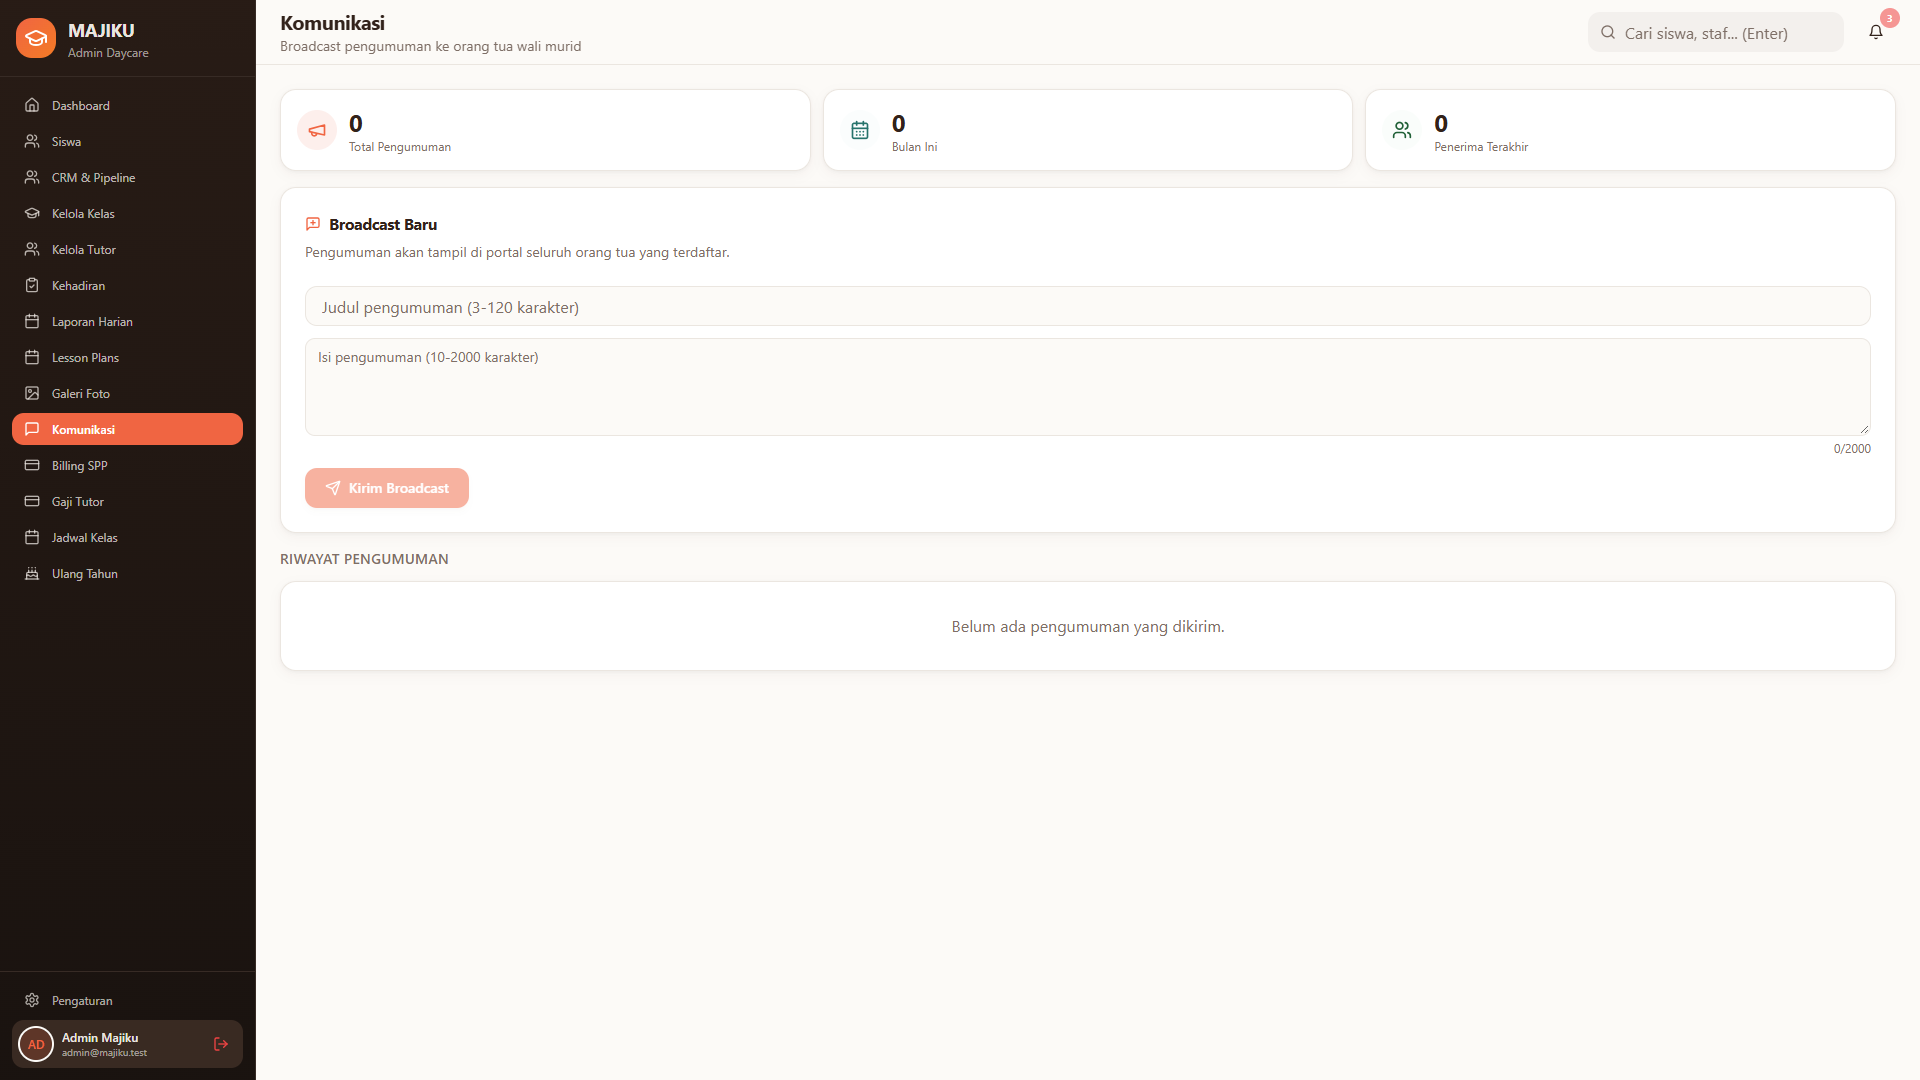 MAJIKU
Admin Daycare
Dashboard
Siswa
CRM & Pipeline
Kelola Kelas
Kelola Tutor
Kehadiran
Laporan Harian
Lesson Plans
Galeri Foto
Komunikasi
Billing SPP
Gaji Tutor
Jadwal Kelas
Ulang Tahun
Pengaturan
AD
Admin Majiku
admin@majiku.test
Komunikasi
Broadcast pengumuman ke orang tua wali murid
Cari siswa, staf... (Enter)
3
0
Total Pengumuman
0
Bulan Ini
0
Penerima Terakhir
Broadcast Baru
Pengumuman akan tampil di portal seluruh orang tua yang terdaftar.
Judul pengumuman (3-120 karakter)
Isi pengumuman (10-2000 karakter)
0/2000
Kirim Broadcast
RIWAYAT PENGUMUMAN
Belum ada pengumuman yang dikirim.